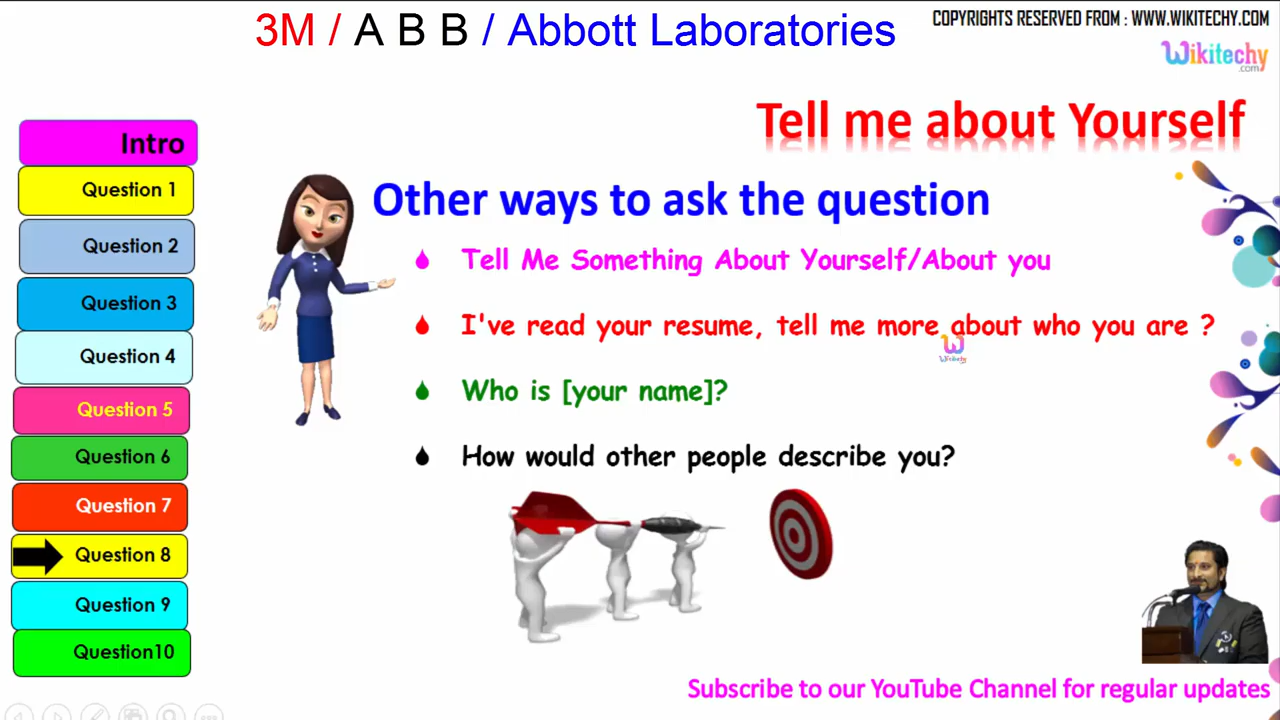 3M / A B B / Abbott Laboratories
COPYRIGHTS RESERVED FROM : WWW.WIKITECHY.COM
Wikitechy
.com
Tell me about Yourself
Intro
Question 1
Question 2
Question 3
Question 4
Question 5
Question 6
Question 7
Question 8
Question 9
Question10
Other ways to ask the question
Tell Me Something About Yourself/About you
I've read your resume, tell me more about who you are ?
Wikitechy
Who is [your name]?
How would other people describe you?
Subscribe to our YouTube Channel for regular updates